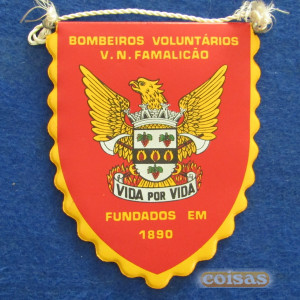 BOMBEIROS VOLUNTÁRIOS
V. N. FAMALICÃO
VIDA POR VIDA
FUNDADOS EM
1890
coisas